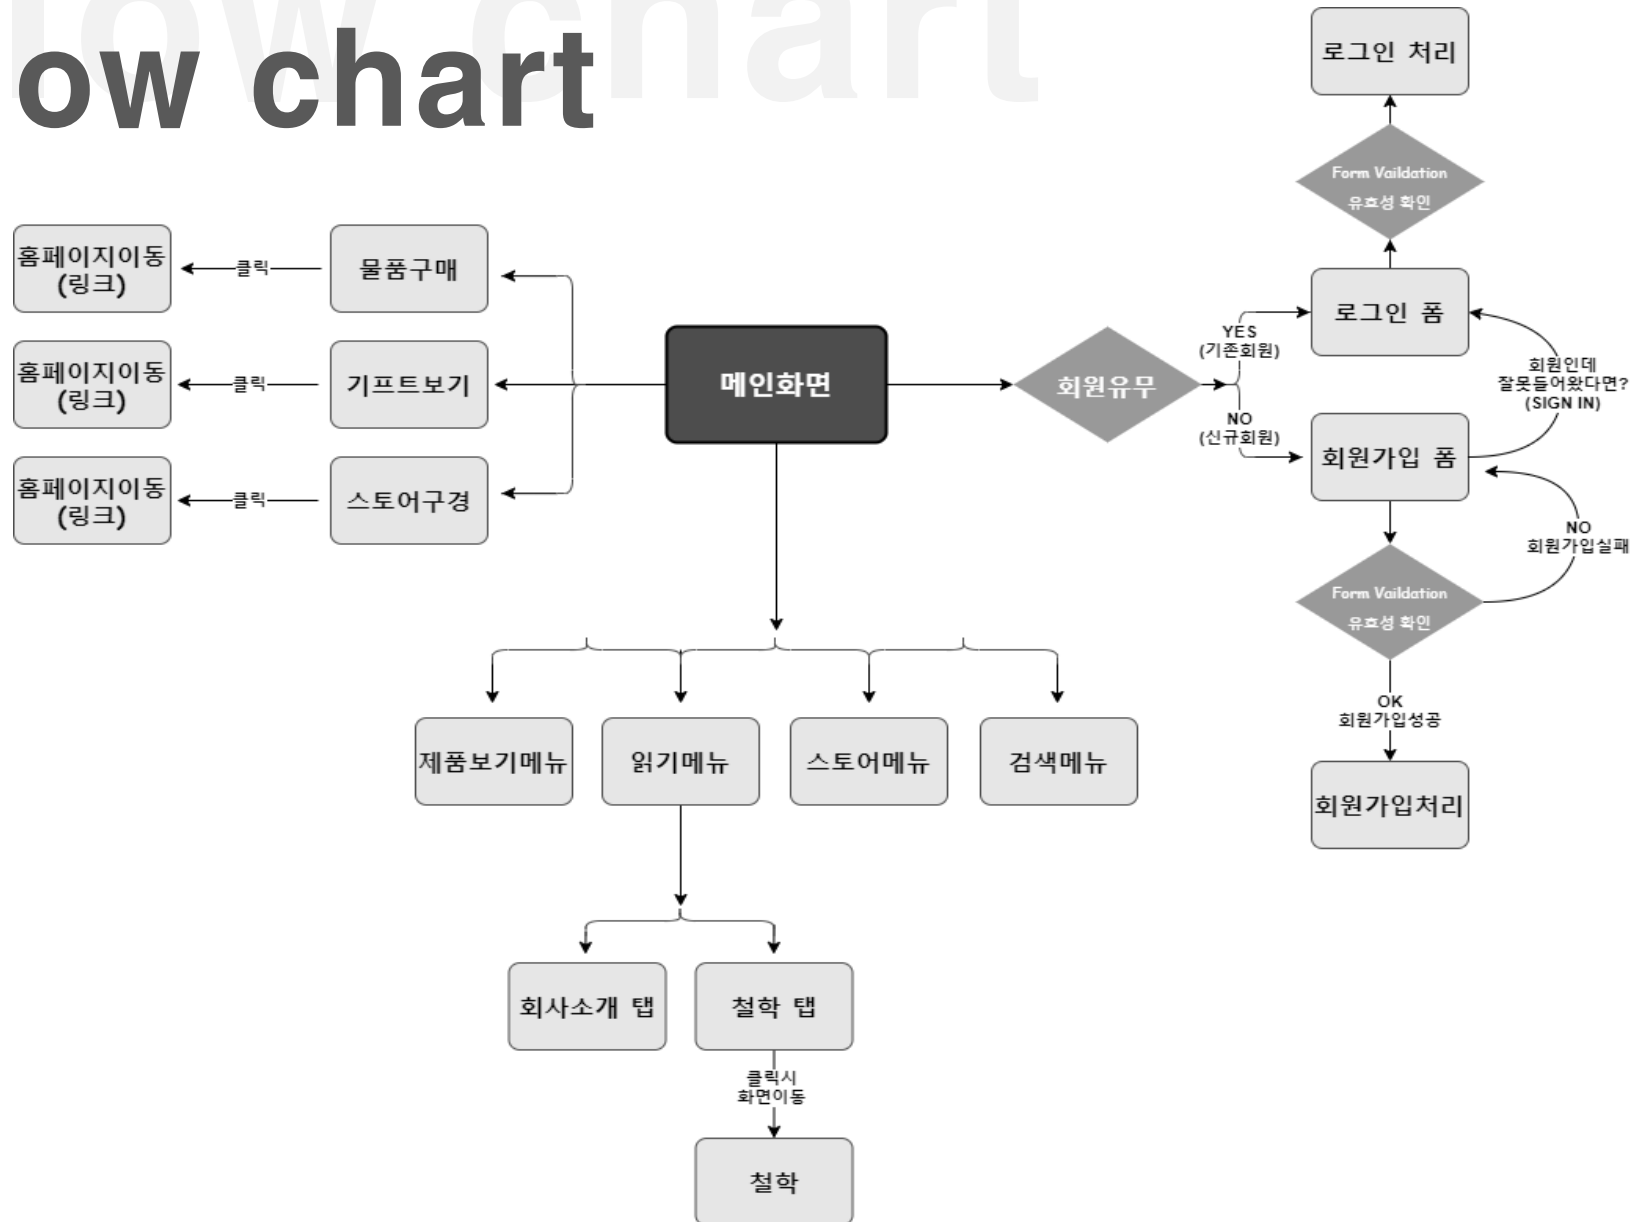 low chart
ow chart
로그인 처리
Form Vaildation
유효성 확인
홈페이지이동
(링크)
클릭
물품구매
로그인 폼
YES
(기존회원)
홈페이지이동
(링크)
클릭
기프트보기
메인화면
회원유무
회원인데
잘못들어왔다면?
(SIGN IN)
NO
(신규회원)
회원가입 폼
홈페이지이동
(링크)
클릭
스토어구경
NO
회원가입실패
Form Vaildation
유효성 확인
OK
회원가입성공
제품보기메뉴
읽기메뉴
스토어메뉴
검색메뉴
회원가입처리
회사소개 탭
철학 탭
클릭시
화면이동
철학